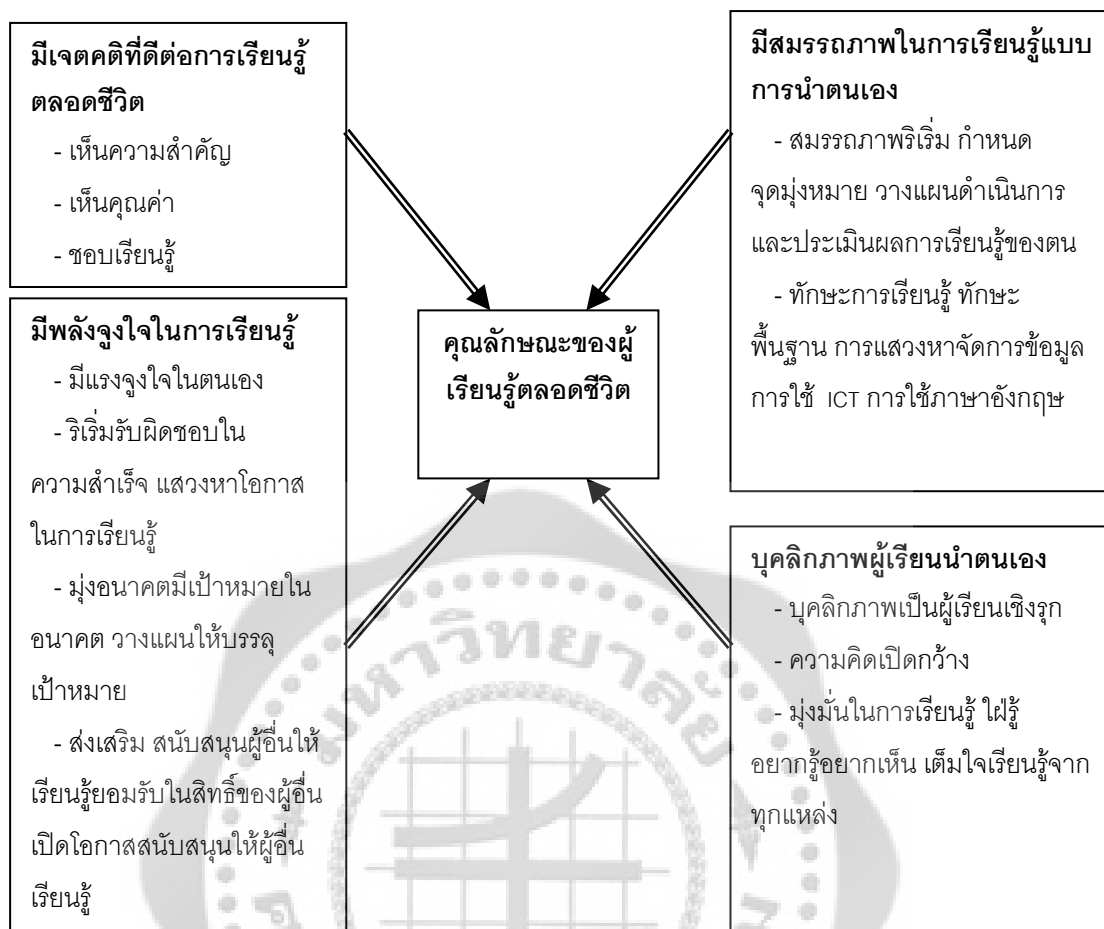 มีเจตคติที่ดีต่อการเรียนรู้
ตลอดชีวิต
- เห็นความสำคัญ
- เห็นคุณค่า
- ชอบเรียนรู้
มีพลังจูงใจในการเรียนรู้
- มีแรงจูงใจในตนเอง
- ริเริ่มรับผิดชอบใน
ความสำเร็จ แสวงหาโอกาส
ในการเรียนรู้
- มุ่งอนาคตมีเป้าหมายใน
อนาคต วางแผนให้บรรลุ
เป้าหมาย
- ส่งเสริม สนับสนุนผู้อื่นให้
เรียนรู้ยอมรับในสิทธิ์ของผู้อื่น
เปิดโอกาสสนับสนุนให้ผู้อื่น
เรียนรู้
คุณลักษณะของผู้
เรียนรู้ตลอดชีวิต
มีสมรรถภาพในการเรียนรู้แบบ
การนำตนเอง
- สมรรถภาพริเริ่ม กำหนด
จุดมุ่งหมาย วางแผนดำเนินการ
และประเมินผลการเรียนรู้ของตน
- ทักษะการเรียนรู้ ทักษะ
พื้นฐาน การแสวงหาจัดการข้อมูล
การใช้ ICT การใช้ภาษาอังกฤษ
บุคลิกภาพผู้เรียนนำตนเอง
- บุคลิกภาพเป็นผู้เรียนเชิงรุก
- ความคิดเปิดกว้าง
- มุ่งมั่นในการเรียนรู้ ใฝ่รู้
อยากรู้อยากเห็น เต็มใจเรียนรู้จาก
ทุกแหล่ง
มหาวิทยาลัย